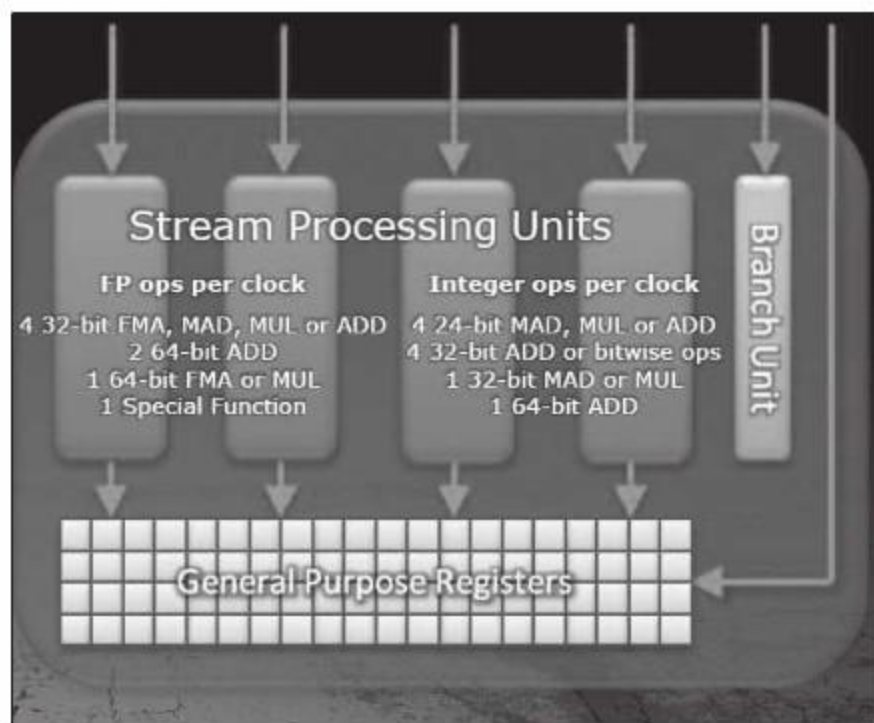 Stream Processing Units
FP ops per clock
4 32-bit FMA, MAD, MUL or ADD
2 64-bit ADD
1 64-bit FMA or MUL
1 Special Function
Integer ops per clock
4 24-bit MAD, MUL or ADD
4 32-bit ADD or bitwise ops
1 32-bit MAD or MUL
1 64-bit ADD
Branch Unit
General Purpose Registers